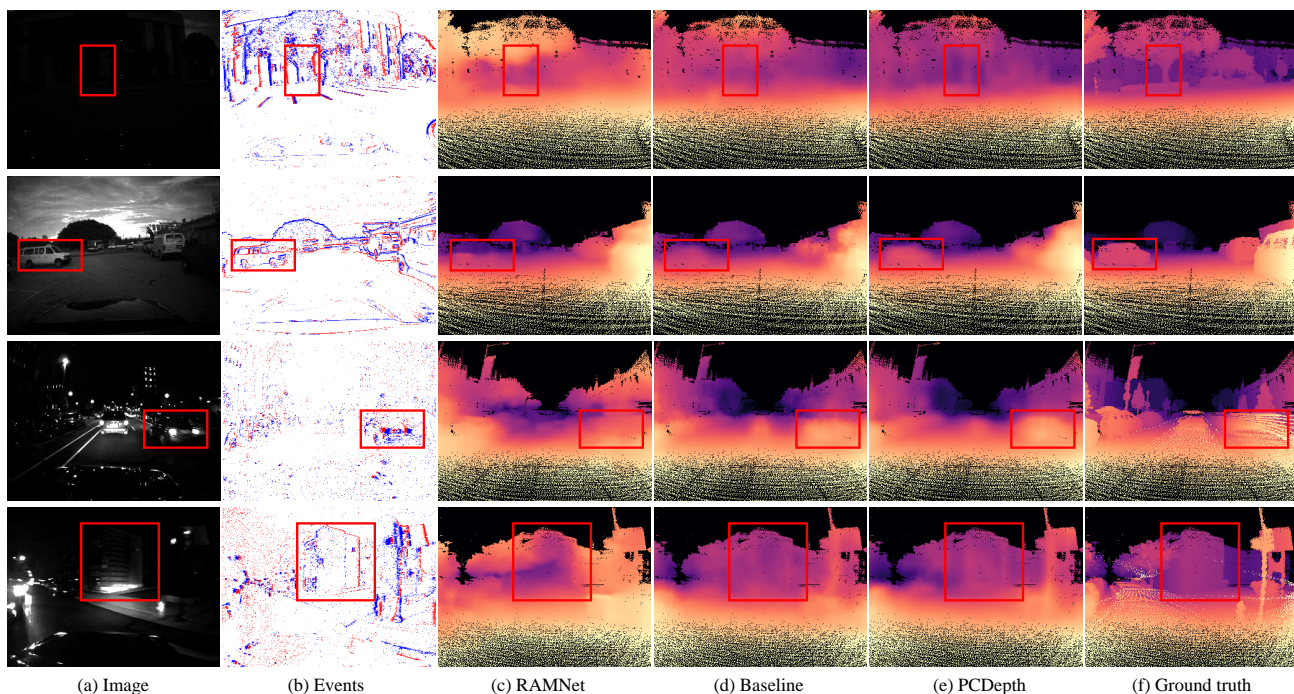 (a) Image
(b) Events
(c) RAMNet
(d) Baseline
(e) PCDepth
(f) Ground truth